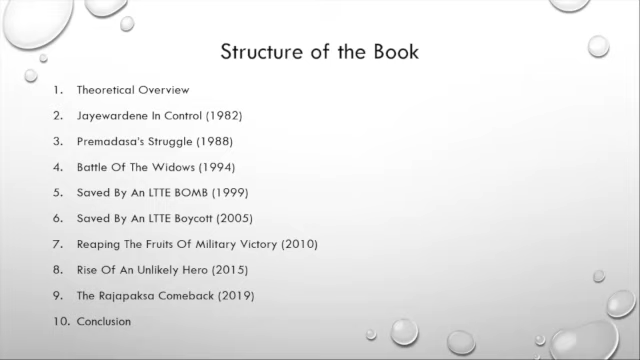 Structure of the Book
1. Theoretical Overview
2. Jayewardene In Control (1982)
3. Premadasa's Struggle (1988)
4. Battle Of The Widows (1994)
5. Saved By An LTTE BOMB (1999)
6. Saved By An LTTE Boycott (2005)
7. Reaping The Fruits Of Military Victory (2010)
8. Rise Of An Unlikely Hero (2015)
9. The Rajapaksa Comeback (2019)
10. Conclusion